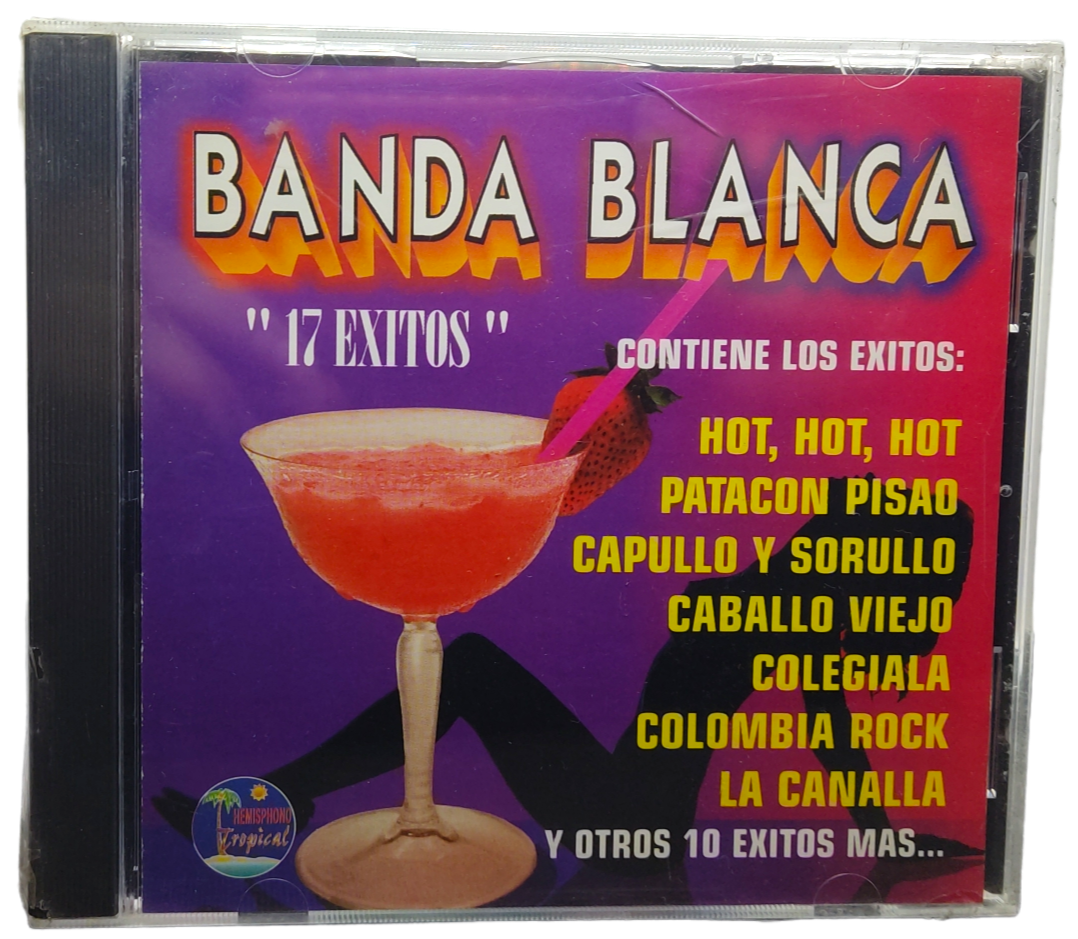 BANDA BLANCA
" 17 EXITOS "
CONTIENE LOS EXITOS:
HOT, HOT, HOT
PATACON PISAO
CAPULLO Y SORULLO
CABALLO VIEJO
COLEGIALA
COLOMBIA ROCK
LA CANALLA
Y OTROS 10 EXITOS MAS...
HEMISPHONO
Tropical